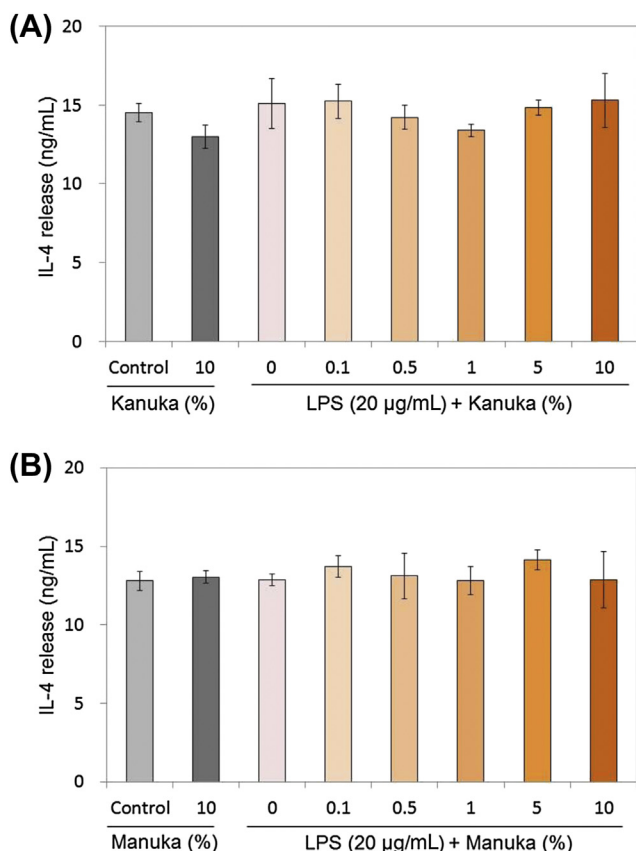 (A)
20
15
10
5
0
IL-4 release (ng/mL)
Control 10 0 0.1 0.5 1 5 10
Kanuka (%) LPS (20 µg/mL) + Kanuka (%)
(B)
20
15
10
5
0
IL-4 release (ng/mL)
Control 10 0 0.1 0.5 1 5 10
Manuka (%) LPS (20 µg/mL) + Manuka (%)